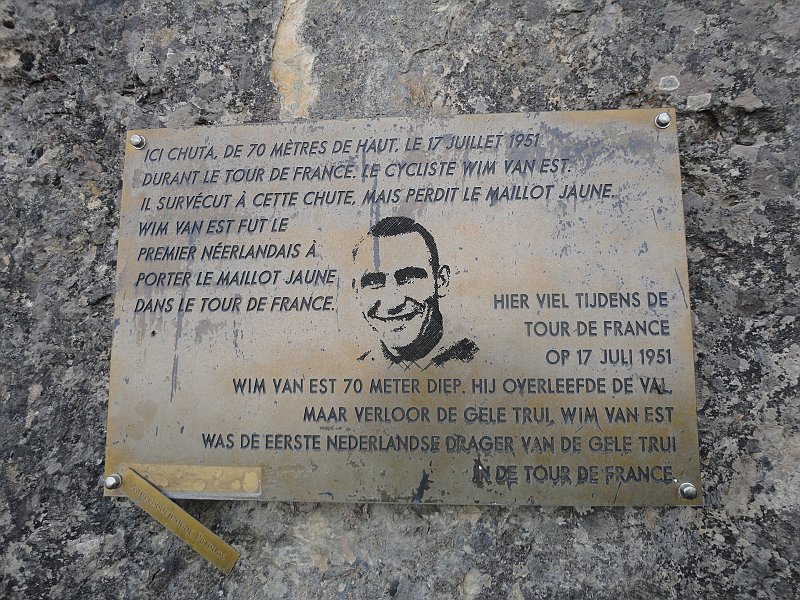 ICI CHUTA, DE 70 MÈTRES DE HAUT, LE 17 JUILLET 1951
DURANT LE TOUR DE FRANCE, LE CYCLISTE WIM VAN EST.
IL SURVÉCUT À CETTE CHUTE, MAIS PERDIT LE MAILLOT JAUNE.
WIM VAN EST FUT LE
PREMIER NÉERLANDAIS À
PORTER LE MAILLOT JAUNE
DANS LE TOUR DE FRANCE.
HIER VIEL TIJDENS DE
TOUR DE FRANCE
OP 17 JULI 1951
WIM VAN EST 70 METER DIEP. HIJ OVERLEEFDE DE VAL,
MAAR VERLOOR DE GELE TRUI, WIM VAN EST
WAS DE EERSTE NEDERLANDSE DRAGER VAN DE GELE TRUI
IN DE TOUR DE FRANCE.